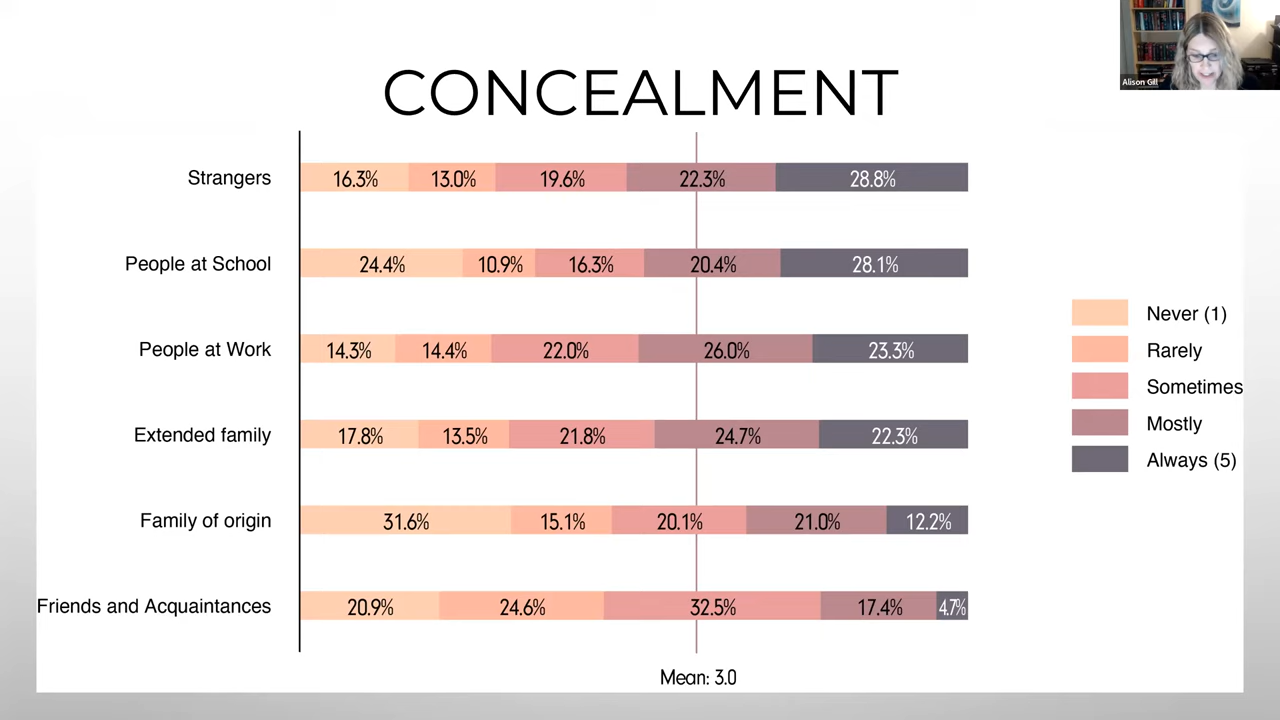 Alison Gill
CONCEALMENT
Strangers 16.3% 13.0% 19.6% 22.3% 28.8%
People at School 24.4% 10.9% 16.3% 20.4% 28.1%
People at Work 14.3% 14.4% 22.0% 26.0% 23.3%
Extended family 17.8% 13.5% 21.8% 24.7% 22.3%
Family of origin 31.6% 15.1% 20.1% 21.0% 12.2%
Friends and Acquaintances 20.9% 24.6% 32.5% 17.4% 4.7%
Mean: 3.0
Never (1)
Rarely
Sometimes
Mostly
Always (5)